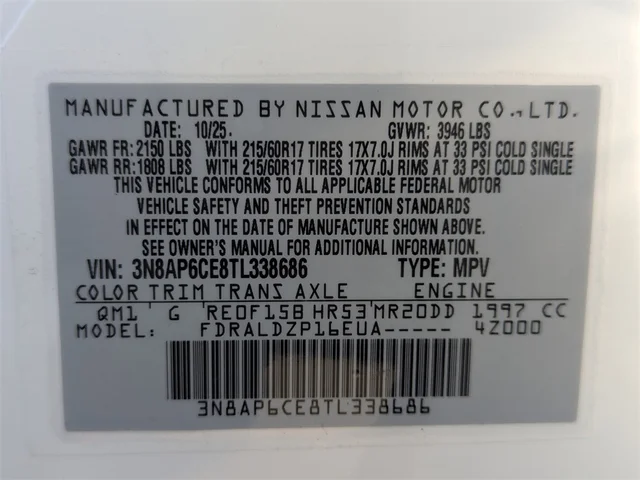 MANUFACTURED BY NISSAN MOTOR CO., LTD.
DATE: 10/25. GVWR: 3946 LBS
GAWR FR: 2150 LBS WITH 215/60R17 TIRES 17X7.0J RIMS AT 33 PSI COLD SINGLE
GAWR RR: 1808 LBS WITH 215/60R17 TIRES 17X7.0J RIMS AT 33 PSI COLD SINGLE
THIS VEHICLE CONFORMS TO ALL APPLICABLE FEDERAL MOTOR
VEHICLE SAFETY AND THEFT PREVENTION STANDARDS
IN EFFECT ON THE DATE OF MANUFACTURE SHOWN ABOVE.
SEE OWNER'S MANUAL FOR ADDITIONAL INFORMATION.
VIN: 3N8AP6CE8TL338686 TYPE: MPV
COLOR TRIM TRANS AXLE ENGINE
QM1 G RE0F15B HR53 MR20DD 1997 CC
MODEL: FDRALDZP16EUA----- 4Z000
3N8AP6CE8TL338686